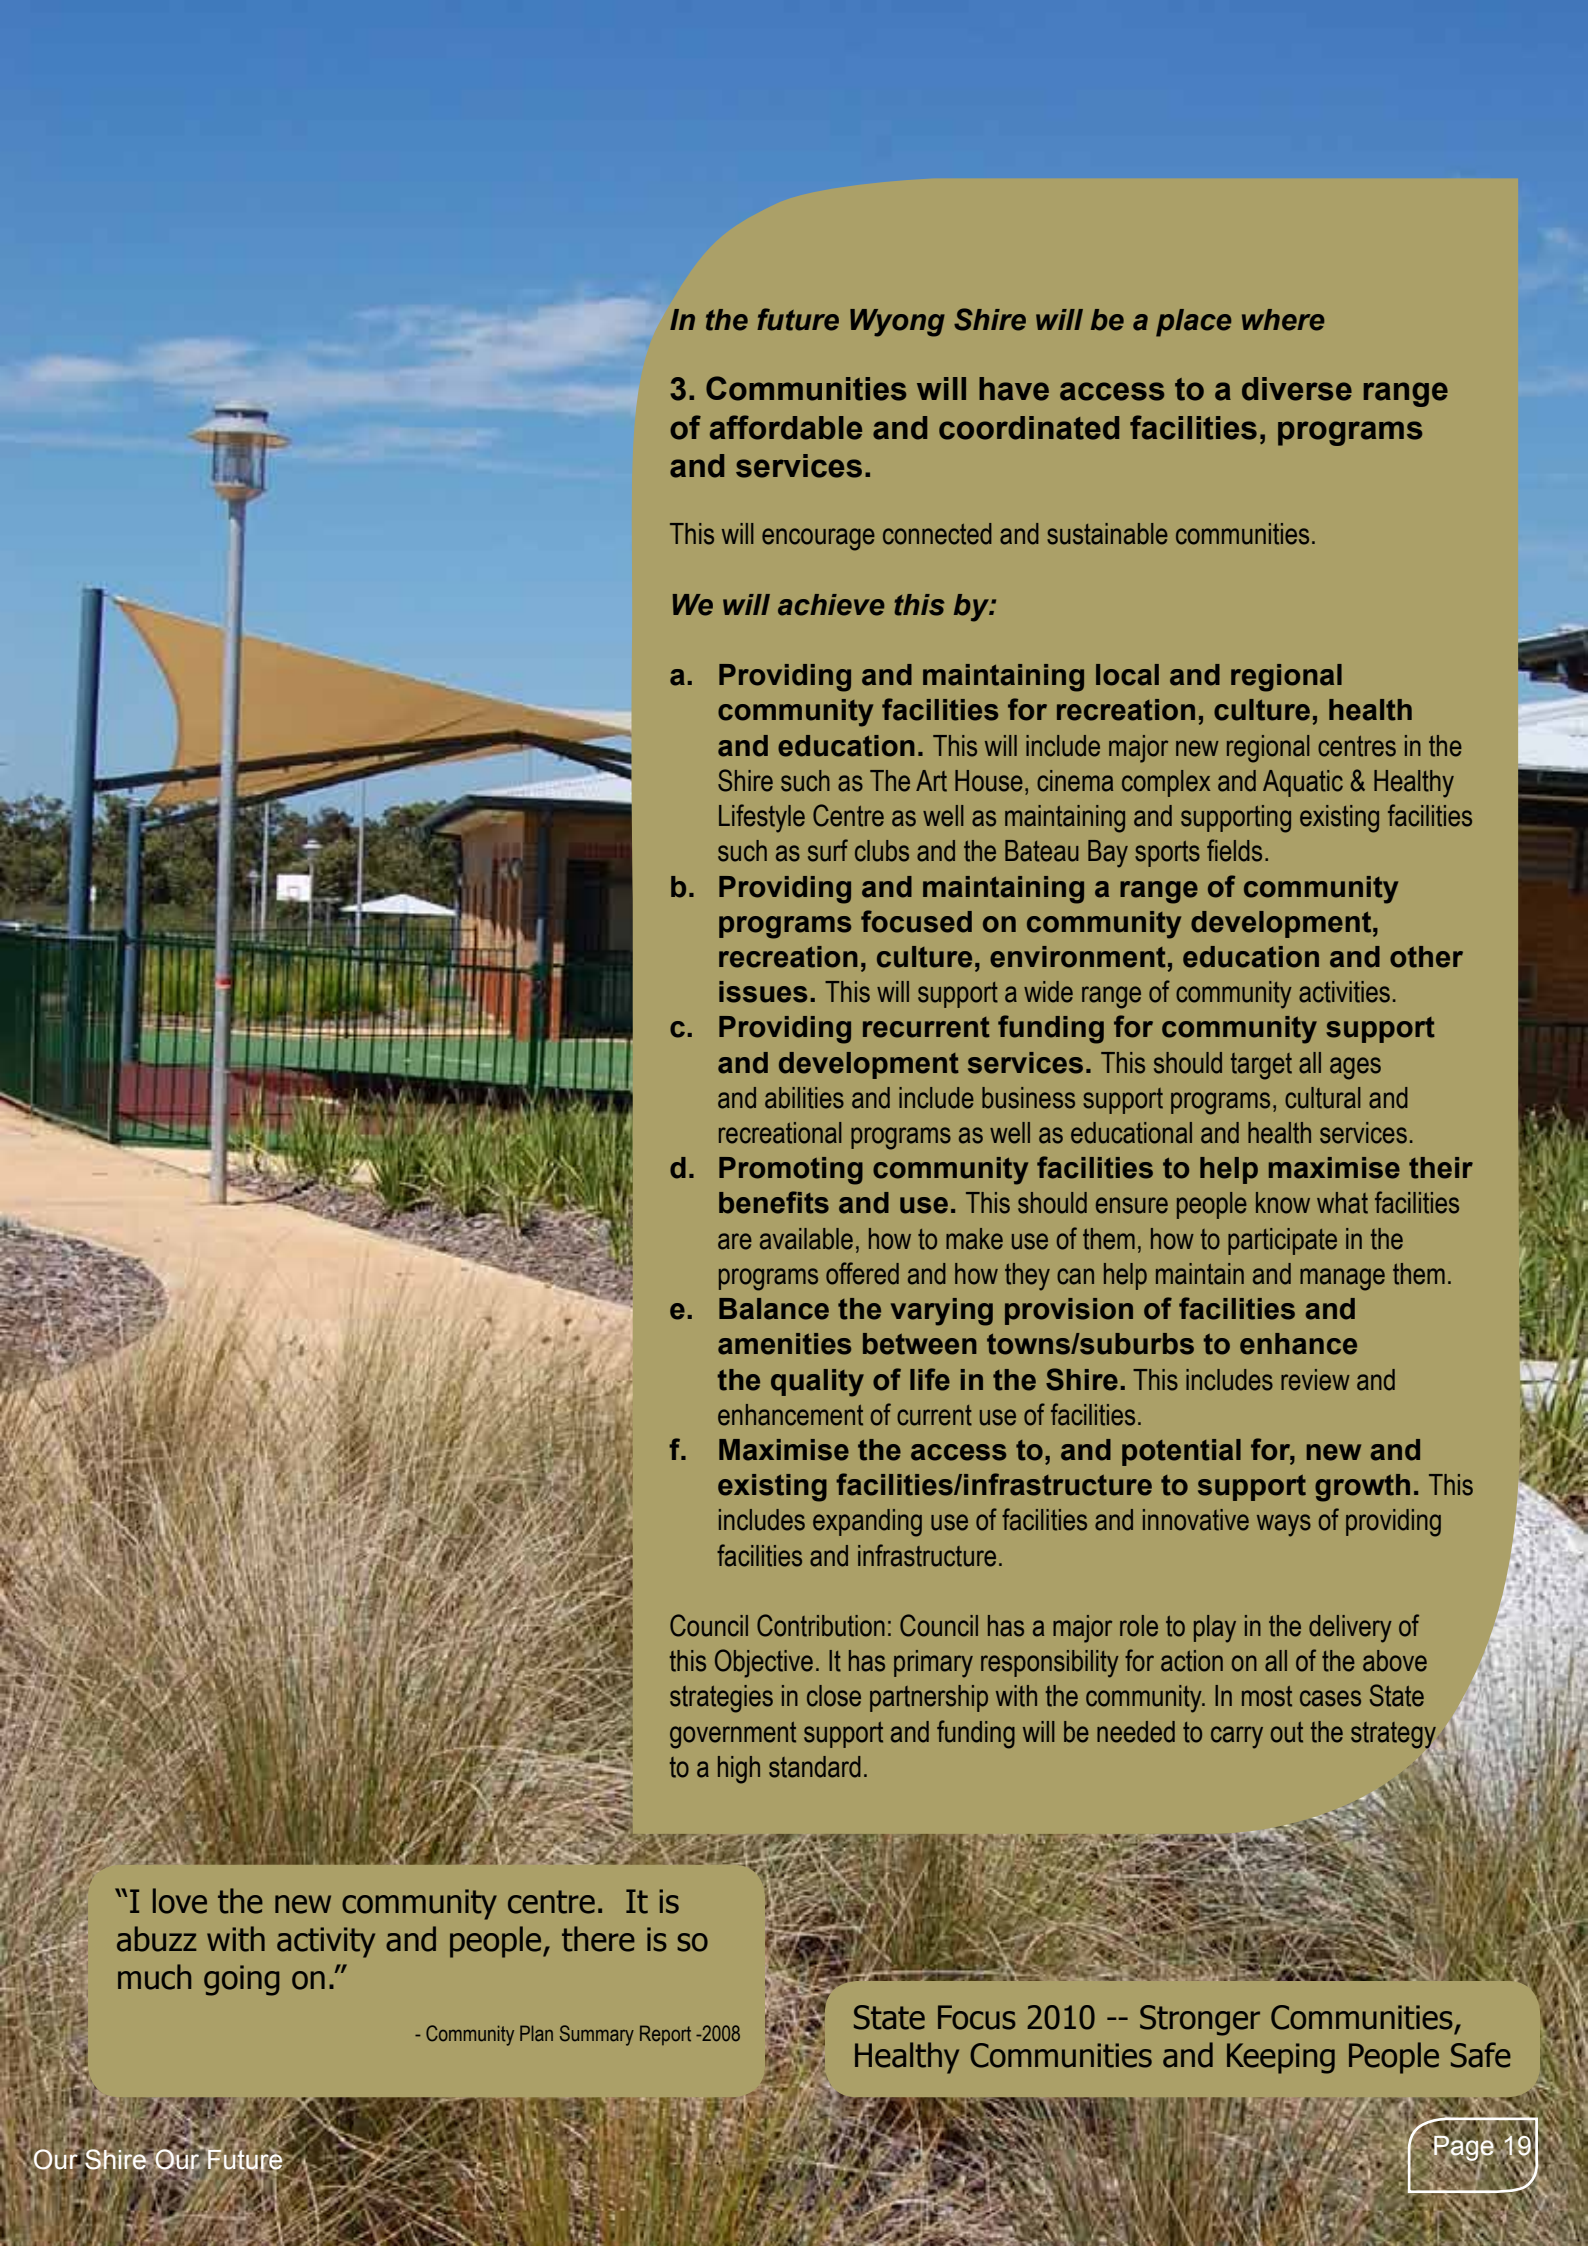 In the future Wyong Shire will be a place where
3. Communities will have access to a diverse range
of affordable and coordinated facilities, programs
and services.
This will encourage connected and sustainable communities.
We will achieve this by:
a. Providing and maintaining local and regional
community facilities for recreation, culture, health
and education. This will include major new regional centres in the
Shire such as The Art House, cinema complex and Aquatic & Healthy
Lifestyle Centre as well as maintaining and supporting existing facilities
such as surf clubs and the Bateau Bay sports fields.
b. Providing and maintaining a range of community
programs focused on community development,
recreation, culture, environment, education and other
issues. This will support a wide range of community activities.
c. Providing recurrent funding for community support
and development services. This should target all ages
and abilities and include business support programs, cultural and
recreational programs as well as educational and health services.
d. Promoting community facilities to help maximise their
benefits and use. This should ensure people know what facilities
are available, how to make use of them, how to participate in the
programs offered and how they can help maintain and manage them.
e. Balance the varying provision of facilities and
amenities between towns/suburbs to enhance
the quality of life in the Shire. This includes review and
enhancement of current use of facilities.
f. Maximise the access to, and potential for, new and
existing facilities/infrastructure to support growth. This
includes expanding use of facilities and innovative ways of providing
facilities and infrastructure.
Council Contribution: Council has a major role to play in the delivery of
this Objective. It has primary responsibility for action on all of the above
strategies in close partnership with the community. In most cases State
government support and funding will be needed to carry out the strategy
to a high standard.
“I love the new community centre.  It is
abuzz with activity and people, there is so
much going on.”
- Community Plan Summary Report -2008
State Focus 2010 -- Stronger Communities,
Healthy Communities and Keeping People Safe
Our Shire Our Future
Page 19